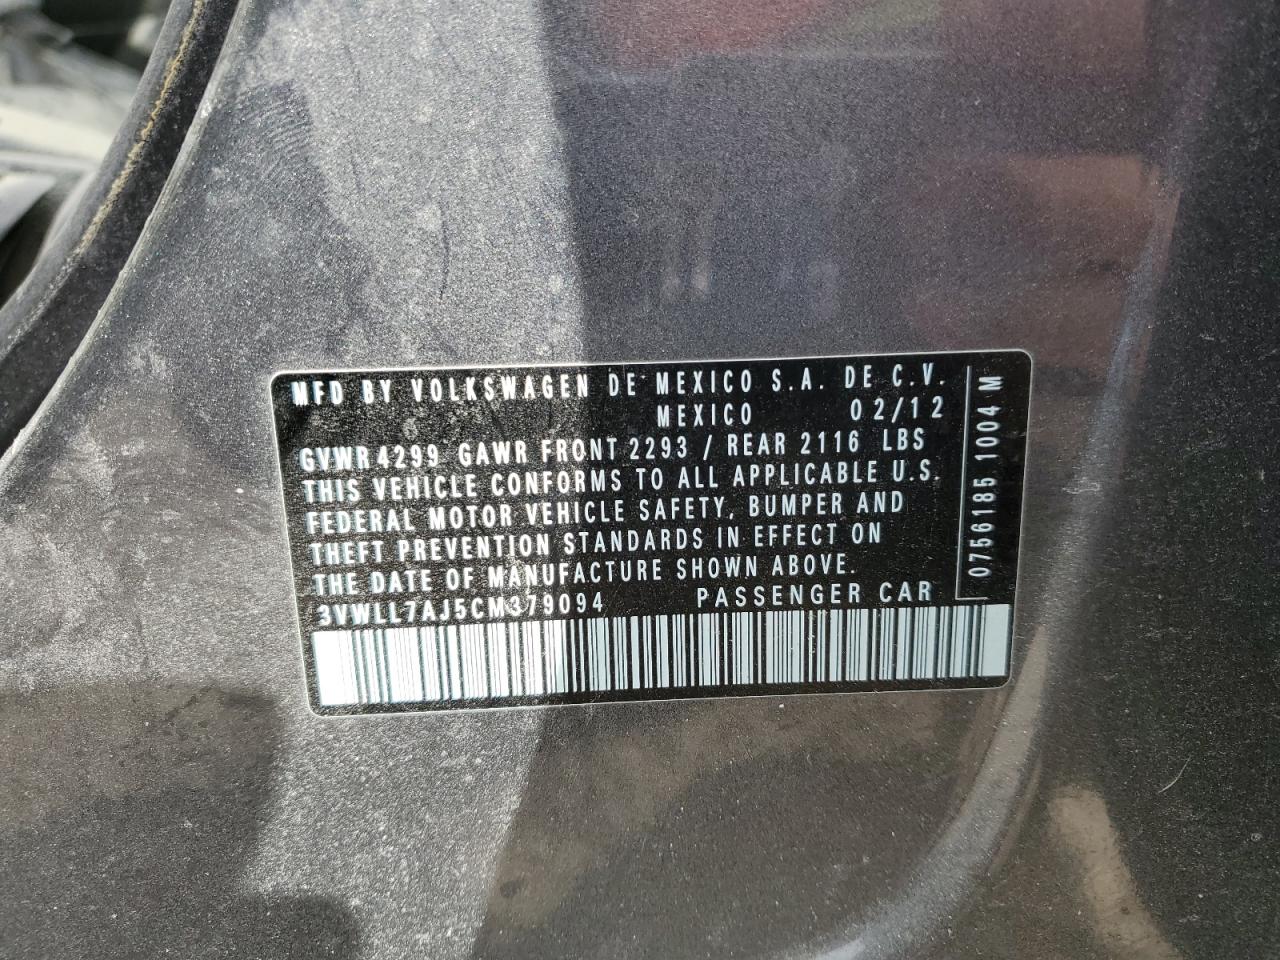 MFD BY VOLKSWAGEN DE MEXICO S.A. DE C.V.
MEXICO 02/12
GVWR 4299 GAWR FRONT 2293 / REAR 2116 LBS
THIS VEHICLE CONFORMS TO ALL APPLICABLE U.S.
FEDERAL MOTOR VEHICLE SAFETY, BUMPER AND
THEFT PREVENTION STANDARDS IN EFFECT ON
THE DATE OF MANUFACTURE SHOWN ABOVE.
3VWLL7AJ5CM379094 PASSENGER CAR
0756185 1004 M